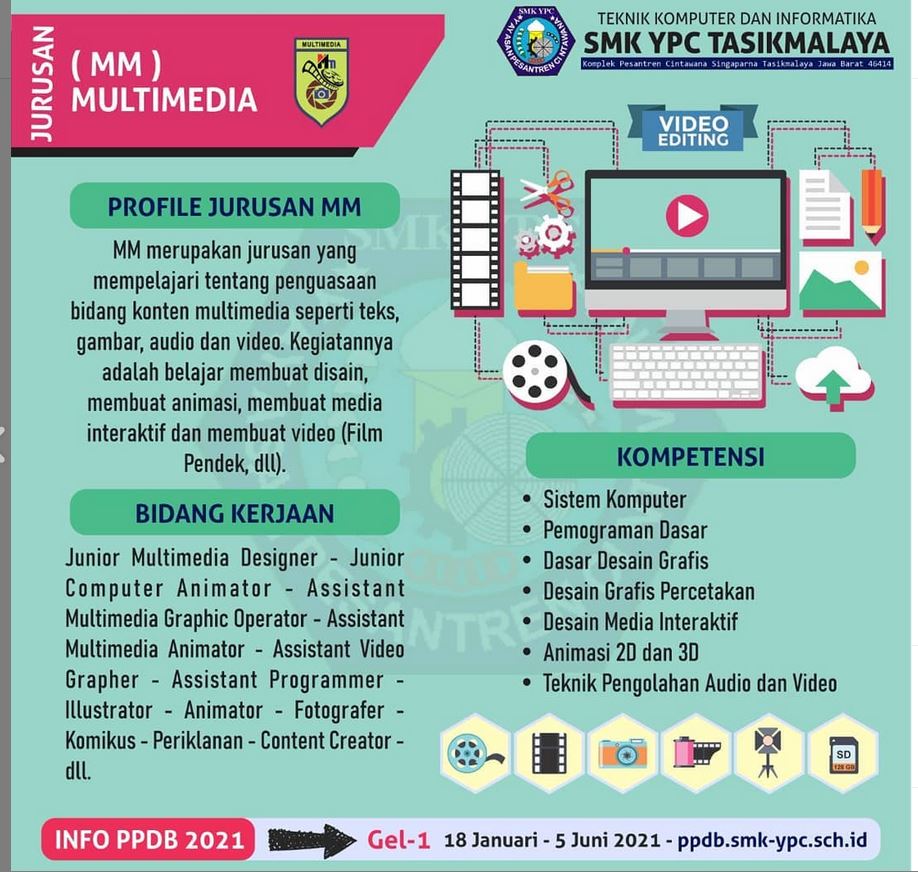 JURUSAN
( MM )
MULTIMEDIA
MULTIMEDIA
SMK YPC
YAYASAN PESANTREN CINTAWANA
TEKNIK KOMPUTER DAN INFORMATIKA
SMK YPC TASIKMALAYA
Komplek Pesantren Cintawana Singaparna Tasikmalaya Jawa Barat 46414
VIDEO
EDITING
PROFILE JURUSAN MM
MM merupakan jurusan yang
mempelajari tentang penguasaan
bidang konten multimedia seperti teks,
gambar, audio dan video. Kegiatannya
adalah belajar membuat disain,
membuat animasi, membuat media
interaktif dan membuat video (Film
Pendek, dll).
BIDANG KERJAAN
Junior Multimedia Designer - Junior
Computer Animator - Assistant
Multimedia Graphic Operator - Assistant
Multimedia Animator - Assistant Video
Grapher - Assistant Programmer -
Illustrator - Animator - Fotografer -
Komikus - Periklanan - Content Creator -
dll.
KOMPETENSI
• Sistem Komputer
• Pemograman Dasar
• Dasar Desain Grafis
• Desain Grafis Percetakan
• Desain Media Interaktif
• Animasi 2D dan 3D
• Teknik Pengolahan Audio dan Video
SD
128 GB
INFO PPDB 2021
Gel-1 18 Januari - 5 Juni 2021 - ppdb.smk-ypc.sch.id